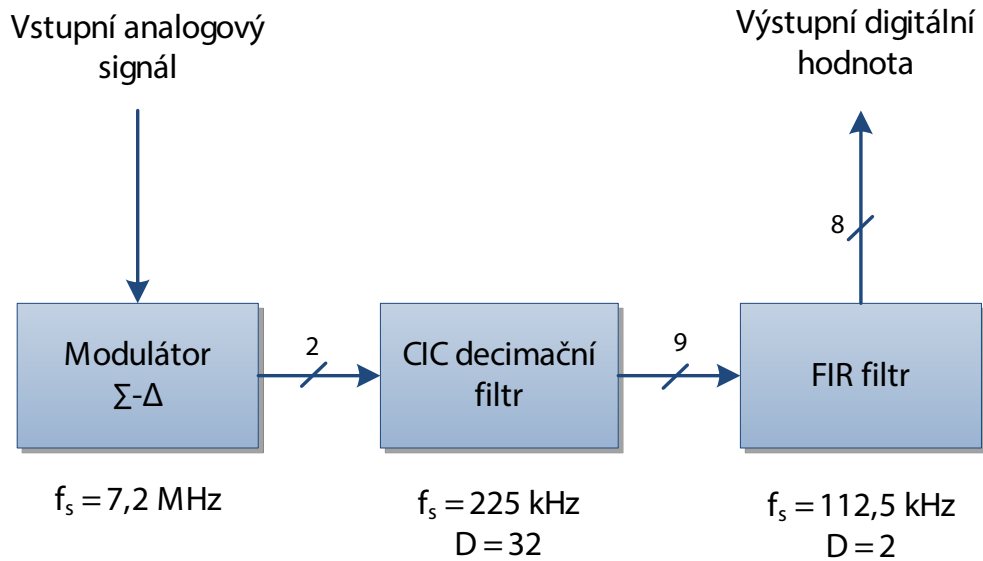 Vstupní analogový
signál
Výstupní digitální
hodnota
8
Modulátor
Σ-Δ
2
CIC decimační
filtr
9
FIR filtr
fs = 7,2 MHz
fs = 225 kHz
D = 32
fs = 112,5 kHz
D = 2